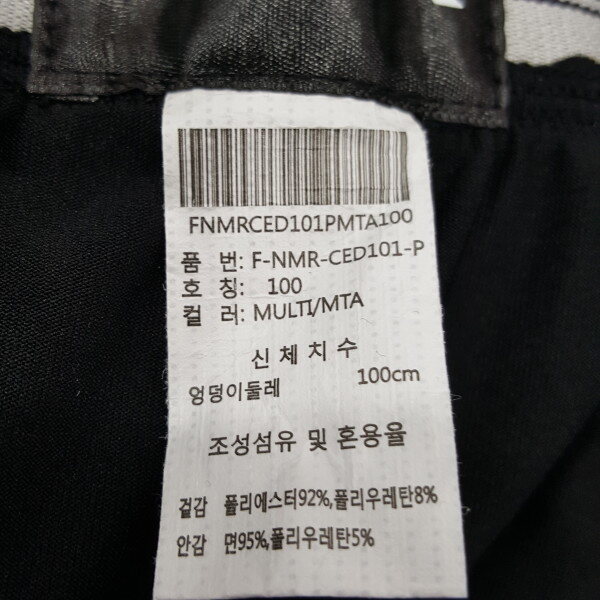 FNMRCED101PMTA100
품 번: F-NMR-CED101-P
호 칭: 100
컬 러: MULTI/MTA
신체치수
엉덩이둘레 100cm
조성섬유 및 혼용율
겉감 폴리에스터92%,폴리우레탄8%
안감 면95%,폴리우레탄5%